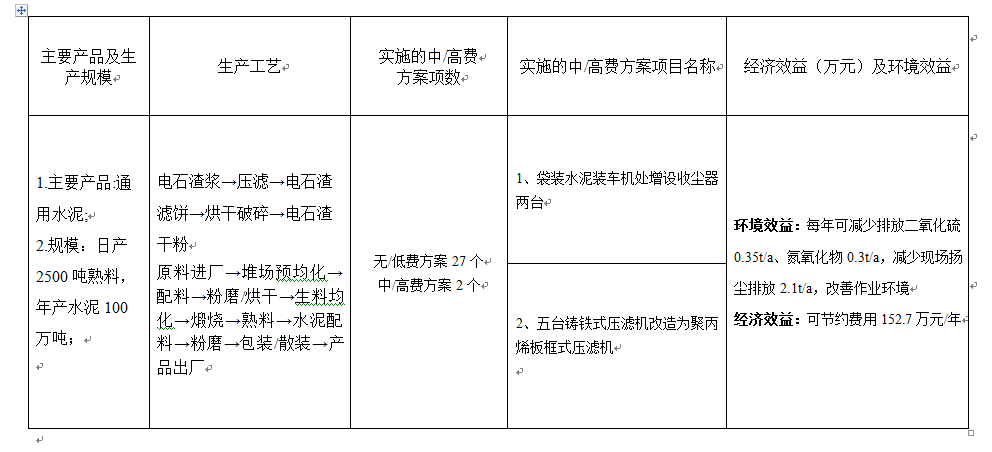 主要产品及生
产规模
生产工艺
实施的中/高费
方案项数
实施的中/高费方案项目名称
经济效益（万元）及环境效益
1.主要产品:通
用水泥;
2.规模：日产
2500 吨熟料，
年产水泥 100
万吨；
电石渣浆→压滤→电石渣
滤饼→烘干破碎→电石渣
干粉
原料进厂→堆场预均化→
配料→粉磨/烘干→生料均
化→煅烧→熟料→水泥配
料→粉磨→包装/散装→产
品出厂
无/低费方案 27 个
中/高费方案 2 个
1、袋装水泥装车机处增设收尘器
两台
2、五台铸铁式压滤机改造为聚丙
烯板框式压滤机
环境效益：每年可减少排放二氧化硫
0.35t/a、氮氧化物 0.3t/a，减少现场扬
尘排放 2.1t/a，改善作业环境
经济效益：可节约费用 152.7 万元/年